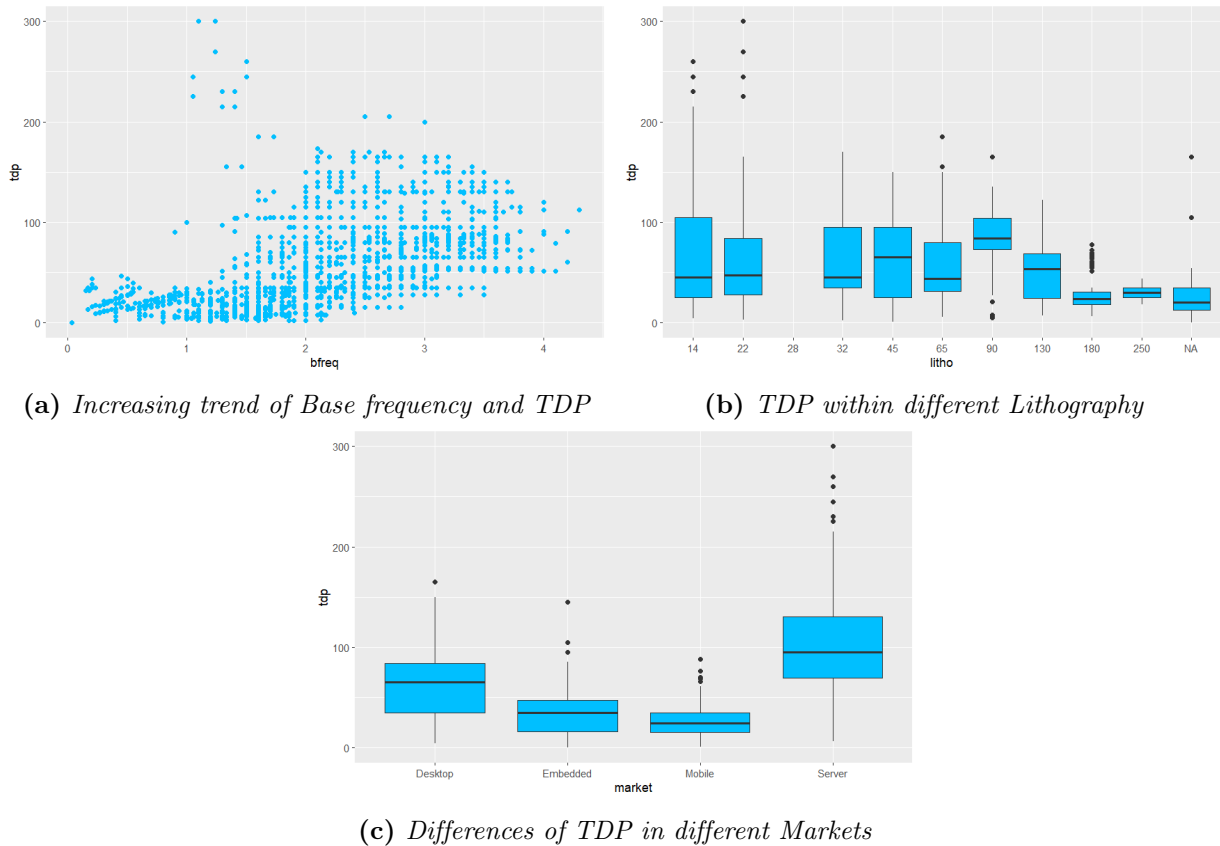 300
200
100
0
tdp
0 1 2 3 4
bfreq
(a) Increasing trend of Base frequency and TDP
300
200
100
0
tdp
14 22 28 32 45 65 90 130 180 250 NA
litho
(b) TDP within different Lithography
300
200
100
0
tdp
Desktop Embedded Mobile Server
market
(c) Differences of TDP in different Markets